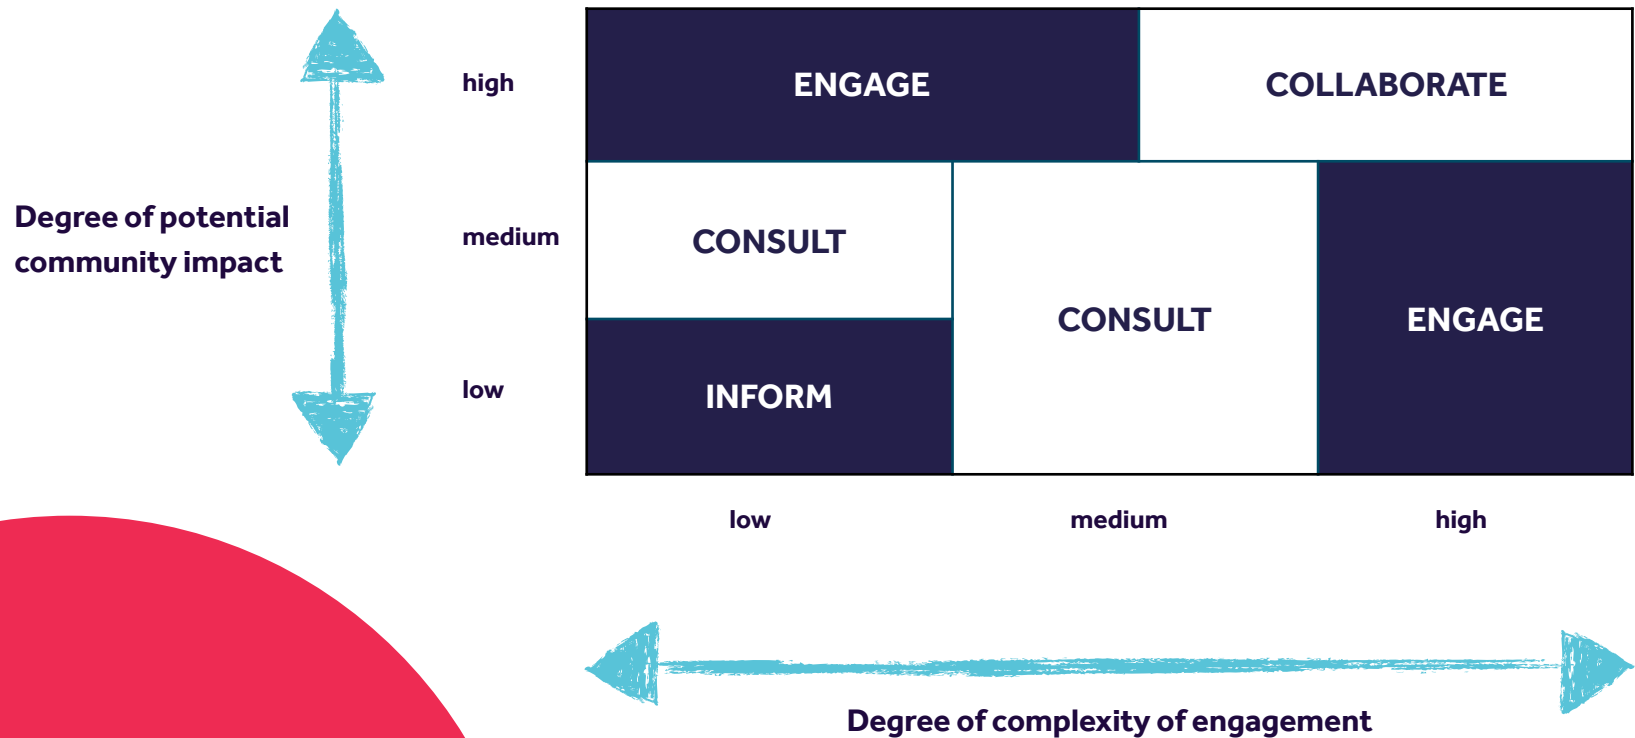 high
ENGAGE
COLLABORATE
Degree of potential
community impact
medium
CONSULT
CONSULT
ENGAGE
low
INFORM
low
medium
high
Degree of complexity of engagement